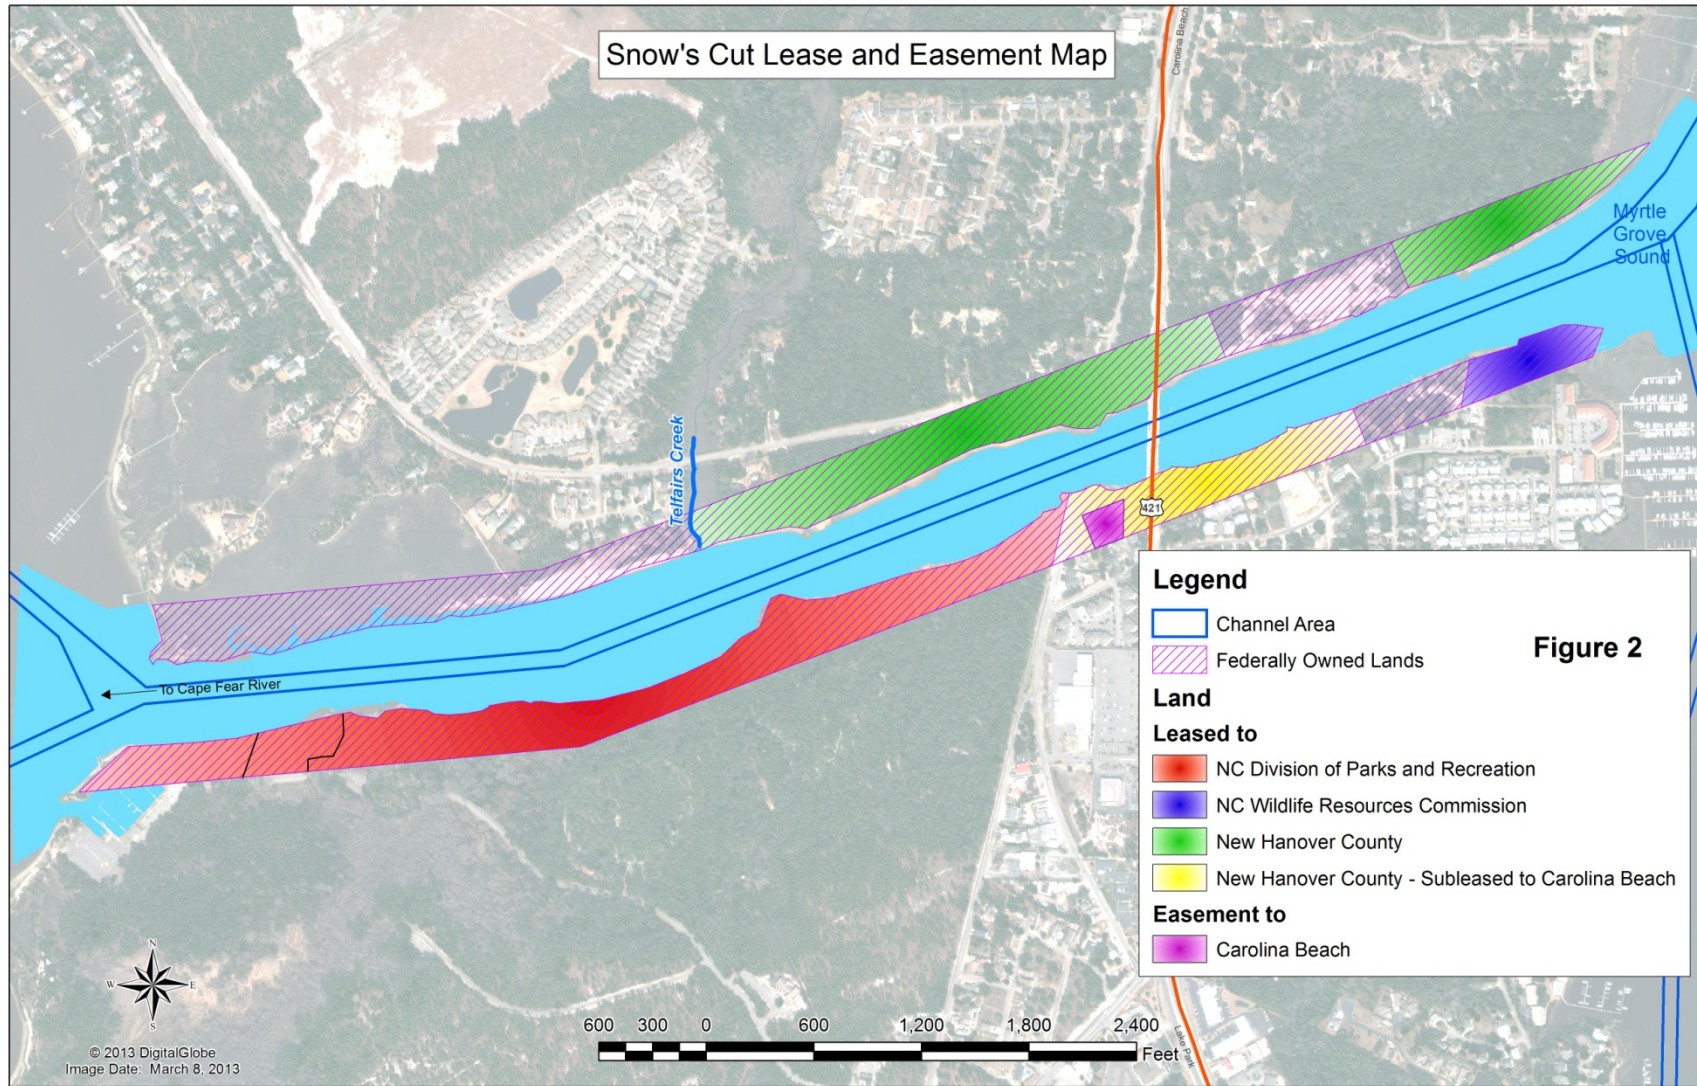 Snow's Cut Lease and Easement Map
Carolina Beach
Myrtle
Grove
Sound
Telfairs Creek
421
To Cape Fear River
Legend
Channel Area
Federally Owned Lands
Figure 2
Land
Leased to
NC Division of Parks and Recreation
NC Wildlife Resources Commission
New Hanover County
New Hanover County - Subleased to Carolina Beach
Easement to
Carolina Beach
N
W
E
S
600 300 0 600 1,200 1,800 2,400
Feet
Lake Park
© 2013 DigitalGlobe
Image Date: March 8, 2013